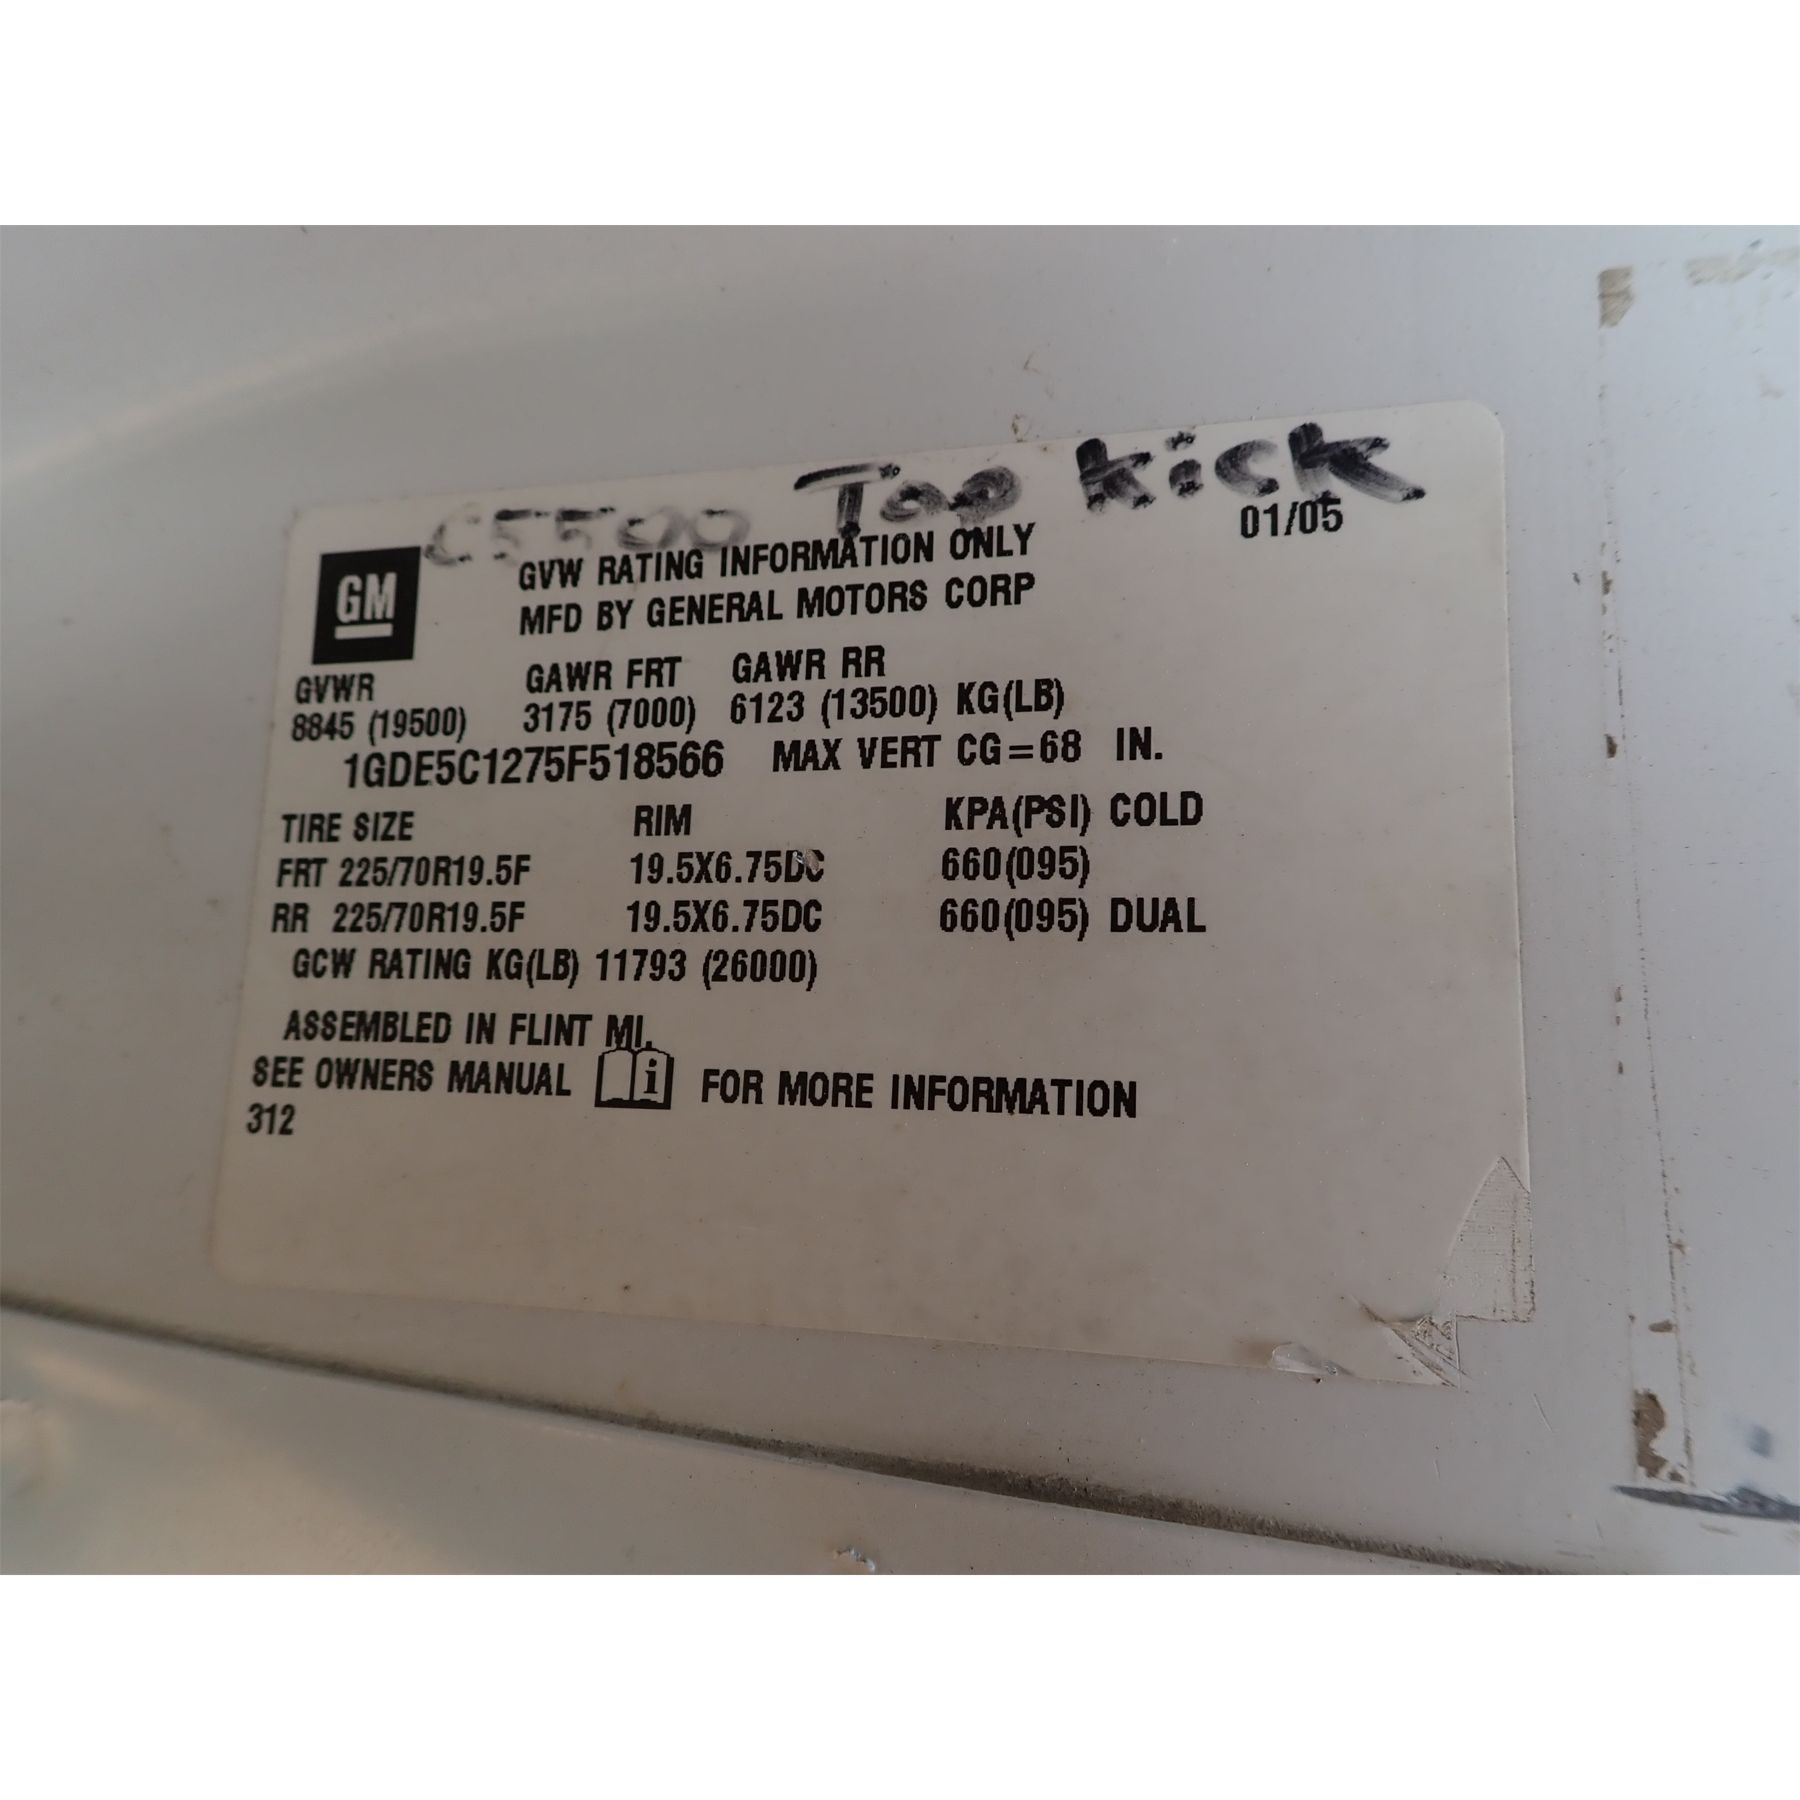 C5500 Top Kick
01/05
GM
GVW RATING INFORMATION ONLY
MFD BY GENERAL MOTORS CORP
GVWR GAWR FRT GAWR RR
8845 (19500) 3175 (7000) 6123 (13500) KG(LB)
1GDE5C1275F518566 MAX VERT CG=68 IN.
TIRE SIZE RIM KPA(PSI) COLD
FRT 225/70R19.5F 19.5X6.75DC 660(095)
RR 225/70R19.5F 19.5X6.75DC 660(095) DUAL
GCW RATING KG(LB) 11793 (26000)
ASSEMBLED IN FLINT MI.
SEE OWNERS MANUAL i FOR MORE INFORMATION
312